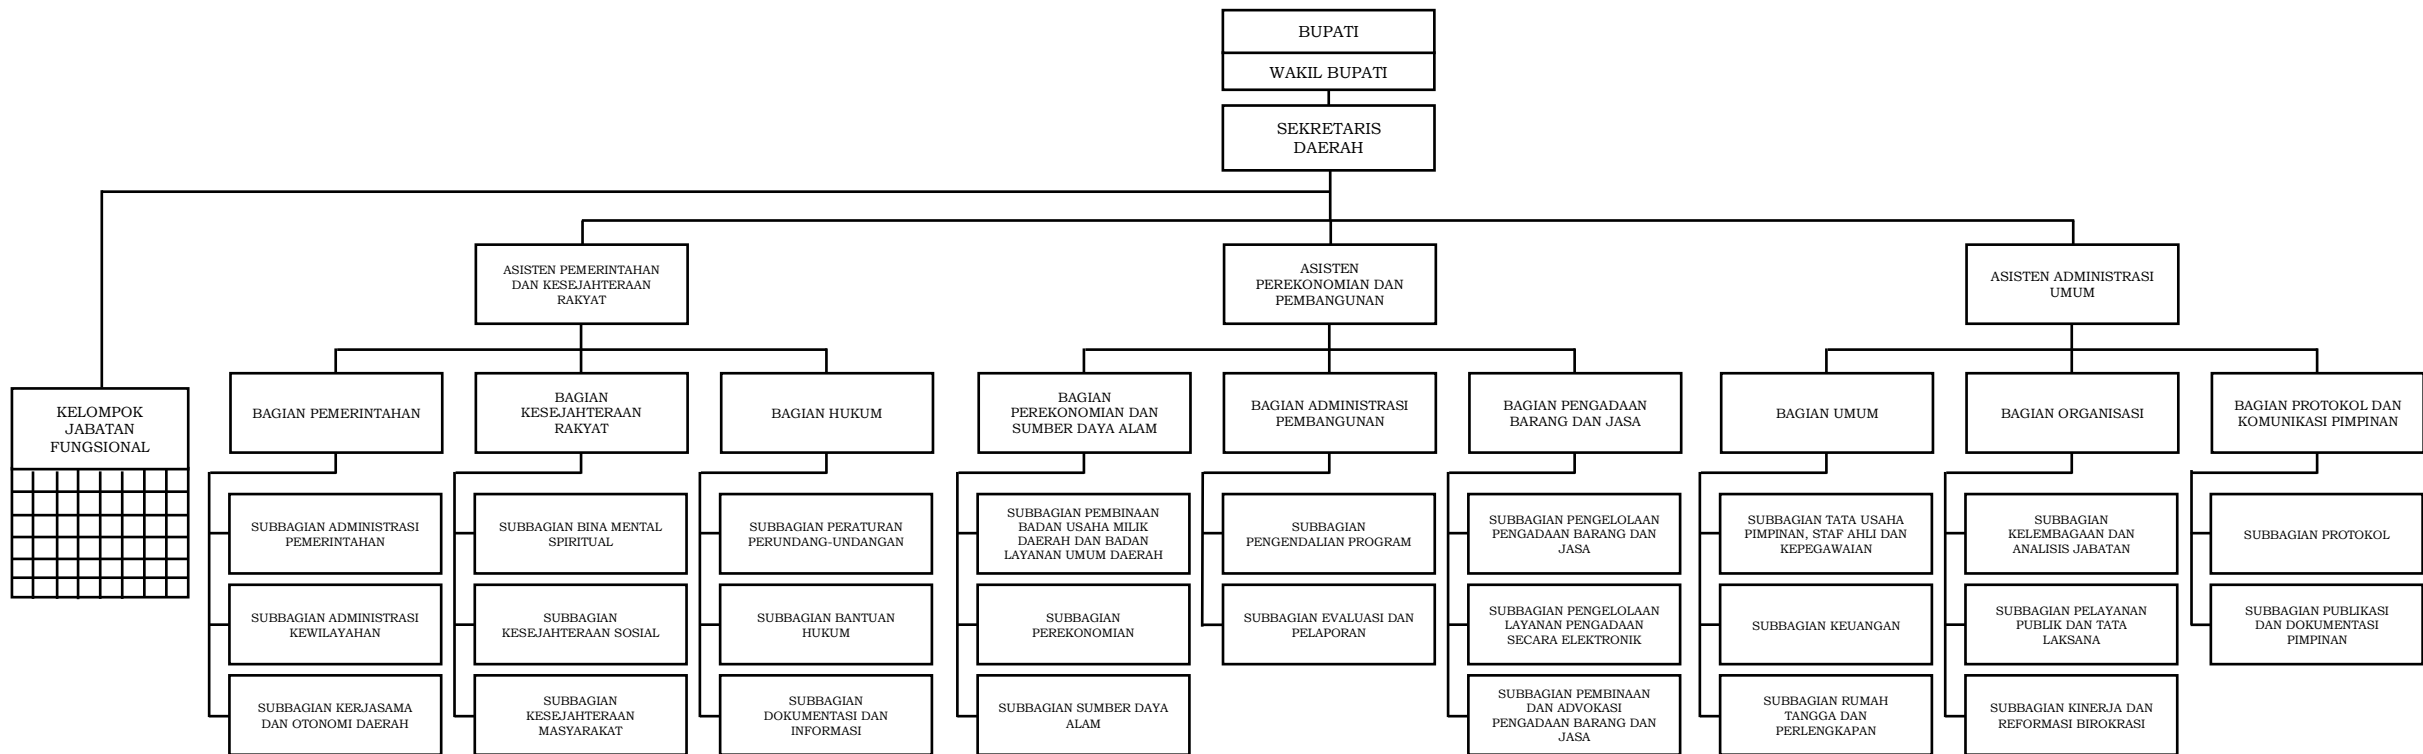 BUPATI
WAKIL BUPATI
SEKRETARIS
DAERAH
ASISTEN PEMERINTAHAN
DAN KESEJAHTERAAN
RAKYAT
ASISTEN
PEREKONOMIAN DAN
PEMBANGUNAN
ASISTEN ADMINISTRASI
UMUM
KELOMPOK
JABATAN
FUNGSIONAL
BAGIAN PEMERINTAHAN
BAGIAN
KESEJAHTERAAN
RAKYAT
BAGIAN HUKUM
BAGIAN
PEREKONOMIAN DAN
SUMBER DAYA ALAM
BAGIAN ADMINISTRASI
PEMBANGUNAN
BAGIAN PENGADAAN
BARANG DAN JASA
BAGIAN UMUM
BAGIAN ORGANISASI
BAGIAN PROTOKOL DAN
KOMUNIKASI PIMPINAN
SUBBAGIAN ADMINISTRASI
PEMERINTAHAN
SUBBAGIAN BINA MENTAL
SPIRITUAL
SUBBAGIAN PERATURAN
PERUNDANG-UNDANGAN
SUBBAGIAN PEMBINAAN
BADAN USAHA MILIK
DAERAH DAN BADAN
LAYANAN UMUM DAERAH
SUBBAGIAN
PENGENDALIAN PROGRAM
SUBBAGIAN PENGELOLAAN
PENGADAAN BARANG DAN
JASA
SUBBAGIAN TATA USAHA
PIMPINAN, STAF AHLI DAN
KEPEGAWAIAN
SUBBAGIAN
KELEMBAGAAN DAN
ANALISIS JABATAN
SUBBAGIAN PROTOKOL
SUBBAGIAN ADMINISTRASI
KEWILAYAHAN
SUBBAGIAN
KESEJAHTERAAN SOSIAL
SUBBAGIAN BANTUAN
HUKUM
SUBBAGIAN
PEREKONOMIAN
SUBBAGIAN EVALUASI DAN
PELAPORAN
SUBBAGIAN PENGELOLAAN
LAYANAN PENGADAAN
SECARA ELEKTRONIK
SUBBAGIAN KEUANGAN
SUBBAGIAN PELAYANAN
PUBLIK DAN TATA
LAKSANA
SUBBAGIAN PUBLIKASI
DAN DOKUMENTASI
PIMPINAN
SUBBAGIAN KERJASAMA
DAN OTONOMI DAERAH
SUBBAGIAN
KESEJAHTERAAN
MASYARAKAT
SUBBAGIAN
DOKUMENTASI DAN
INFORMASI
SUBBAGIAN SUMBER DAYA
ALAM
SUBBAGIAN PEMBINAAN
DAN ADVOKASI
PENGADAAN BARANG DAN
JASA
SUBBAGIAN RUMAH
TANGGA DAN
PERLENGKAPAN
SUBBAGIAN KINERJA DAN
REFORMASI BIROKRASI